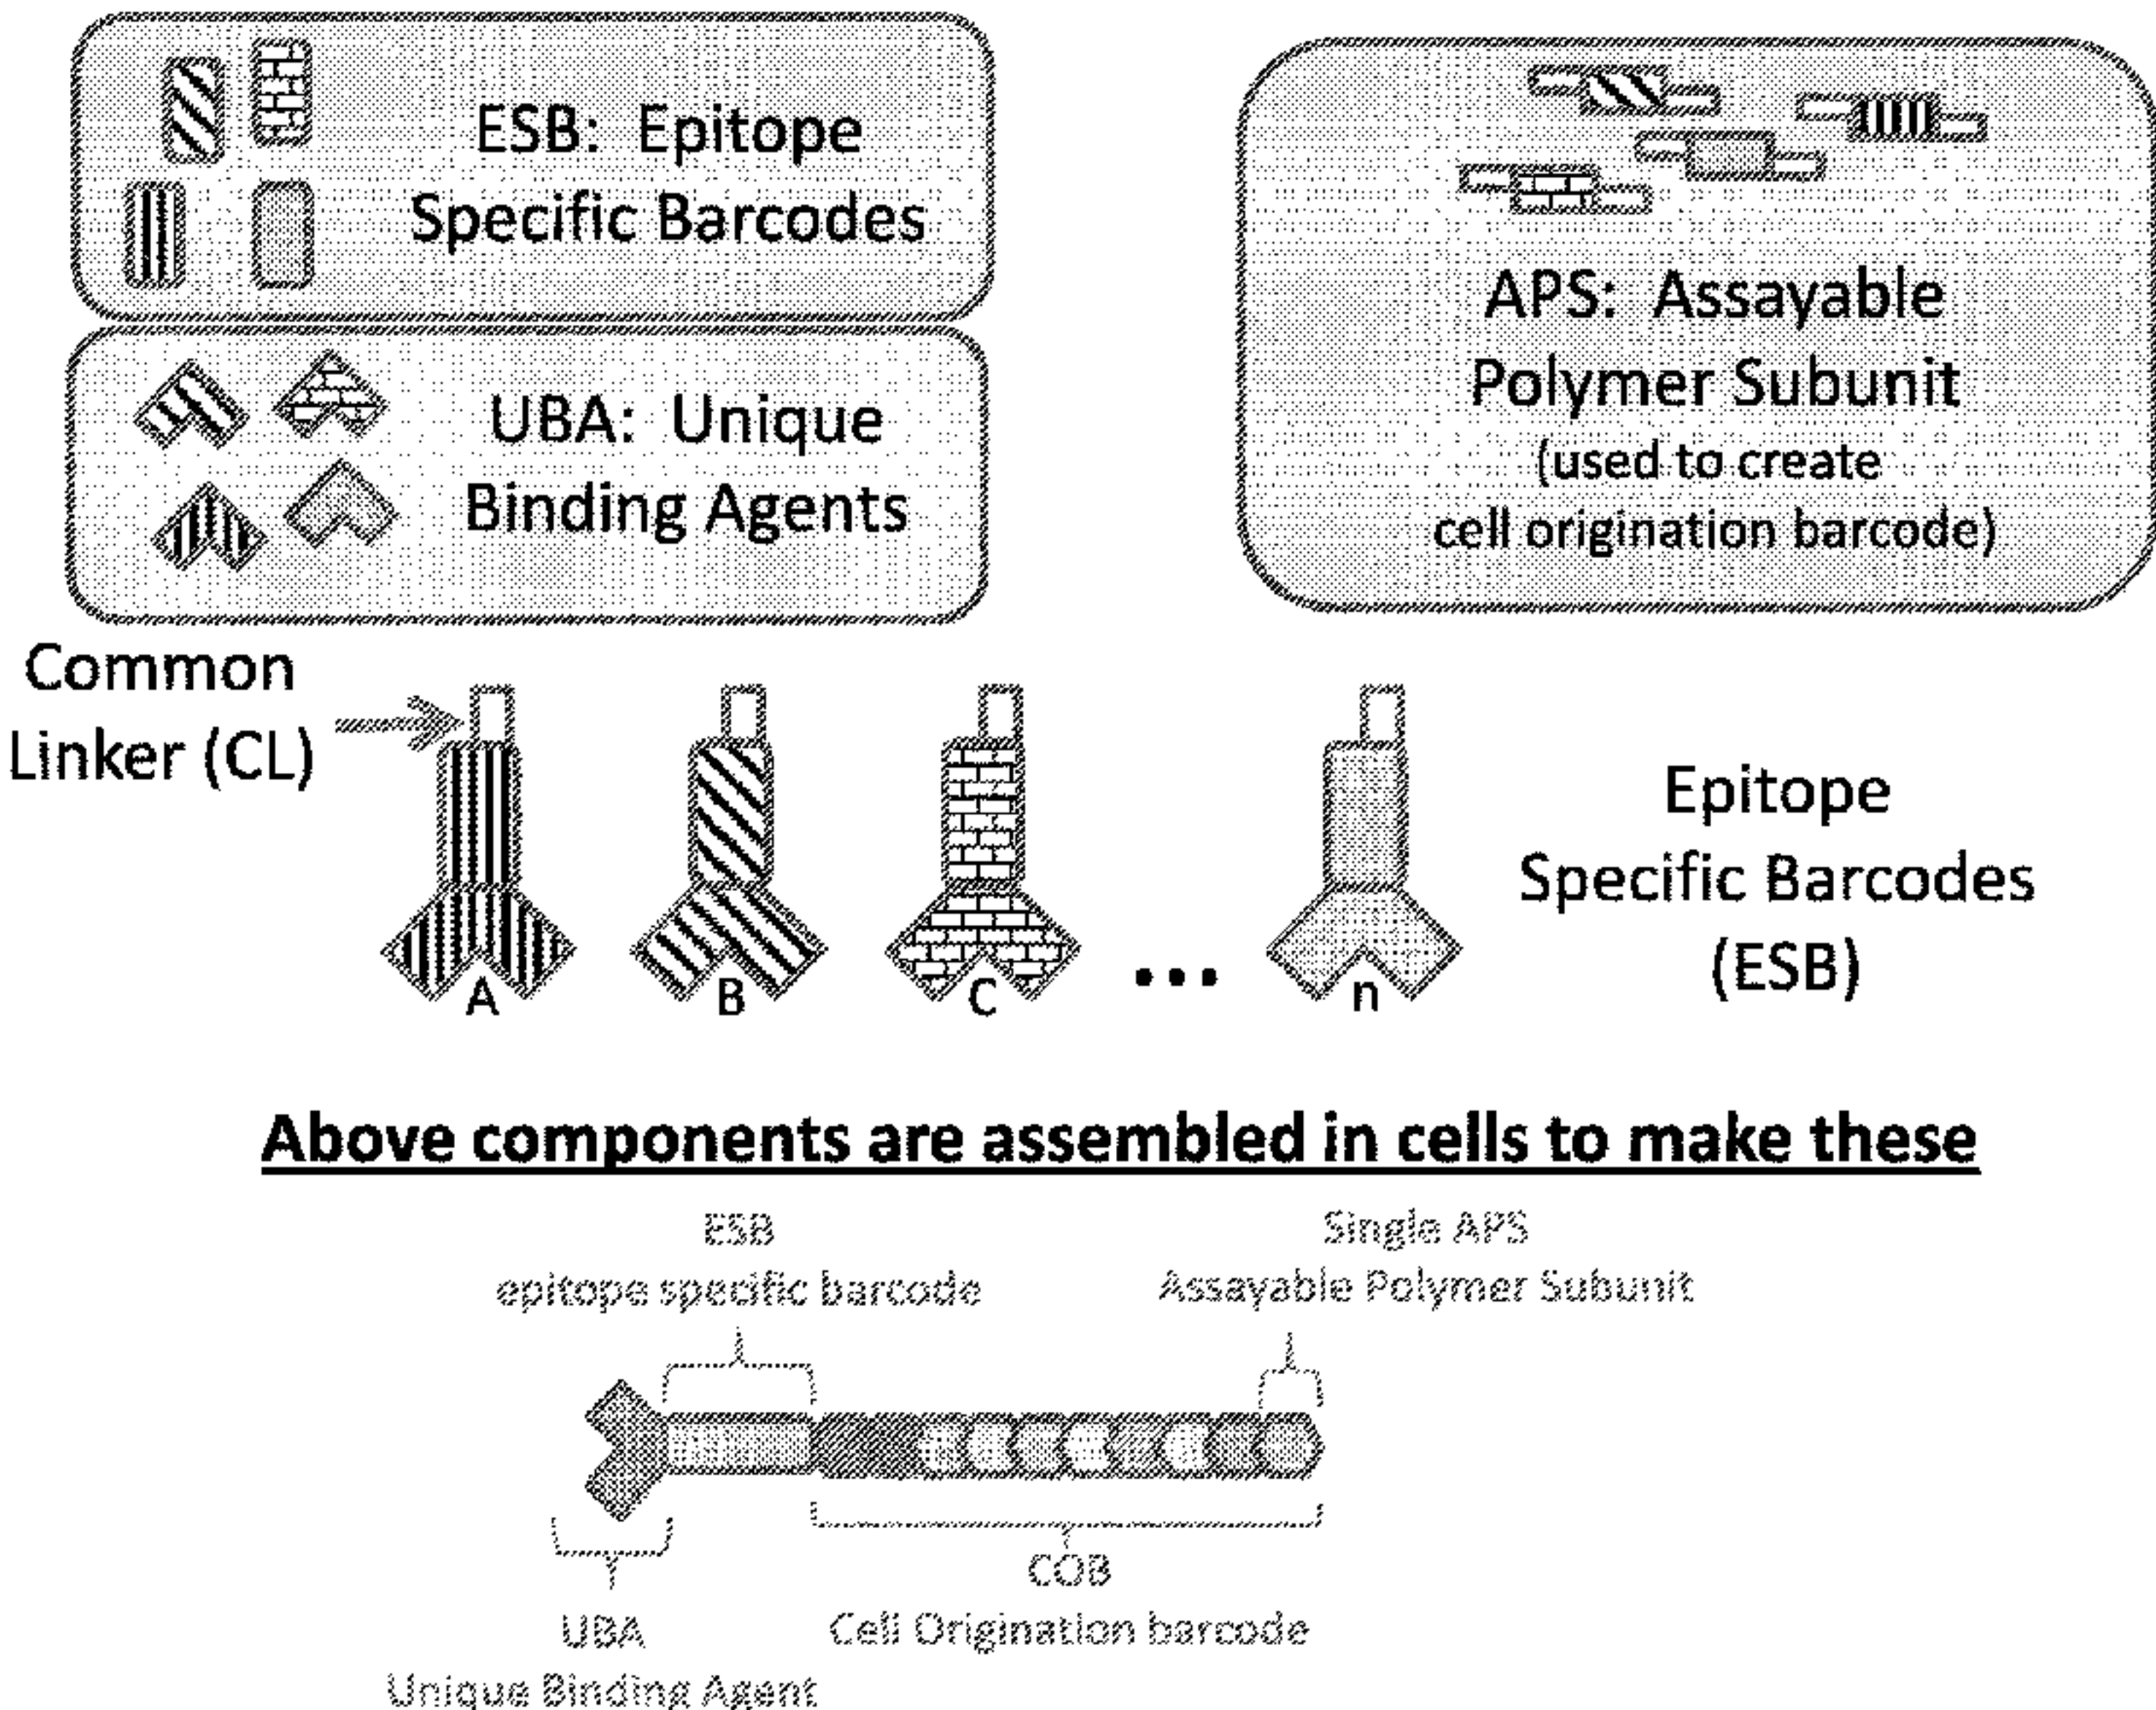 ESB: Epitope
Specific Barcodes
UBA: Unique
Binding Agents
APS: Assayable
Polymer Subunit
(used to create
cell origination barcode)
Common
Linker (CL)
A
B
C
...
n
Epitope
Specific Barcodes
(ESB)
Above components are assembled in cells to make these
ESB
epitope specific barcode
Single APS
Assayable Polymer Subunit
UBA
Unique Binding Agent
COB
Cell Origination barcode